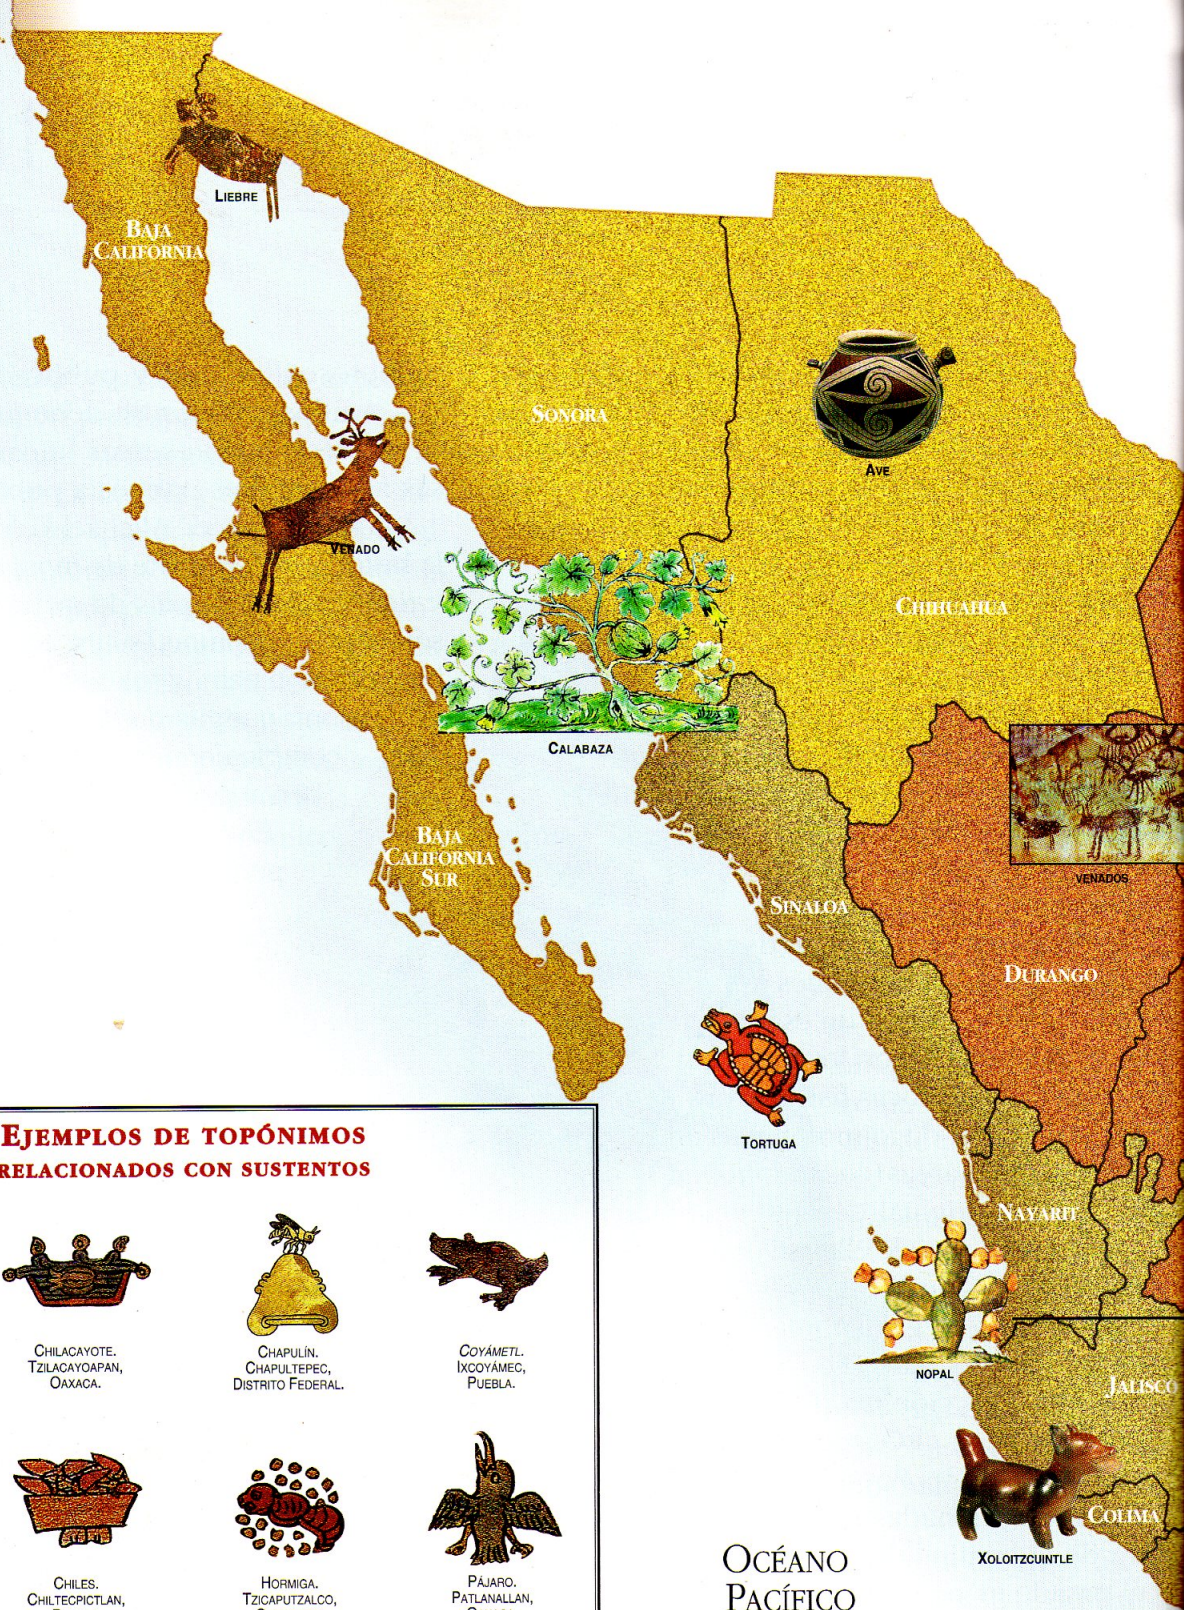 LIEBRE
BAJA
CALIFORNIA
SONORA
AVE
VENADO
CHIHUAHUA
CALABAZA
BAJA
CALIFORNIA
SUR
VENADOS
SINALOA
DURANGO
TORTUGA
NAYARIT
NOPAL
JALISCO
COLIMA
XOLOITZCUINTLE
OCÉANO
PACÍFICO
EJEMPLOS DE TOPÓNIMOS
RELACIONADOS CON SUSTENTOS
CHILACAYOTE.
TZILACAYOAPAN,
OAXACA.
CHAPULÍN.
CHAPULTEPEC,
DISTRITO FEDERAL.
COYÁMETL.
IXCOYÁMEC,
PUEBLA.
CHILES.
CHILTECPICTLAN,
HORMIGA.
TZICAPUTZALCO,
PÁJARO.
PATLANALLAN,